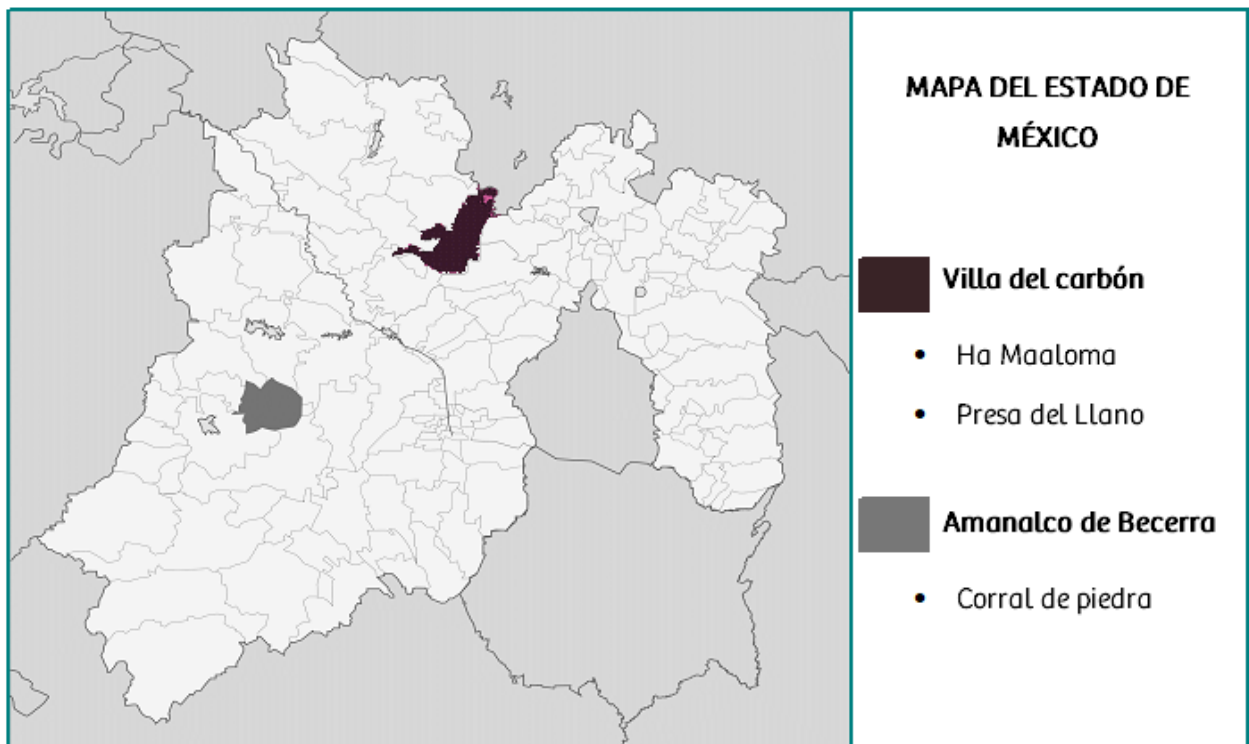 MAPA DEL ESTADO DE
MÉXICO
Villa del carbón
• Ha Maaloma
• Presa del Llano
Amanalco de Becerra
• Corral de piedra